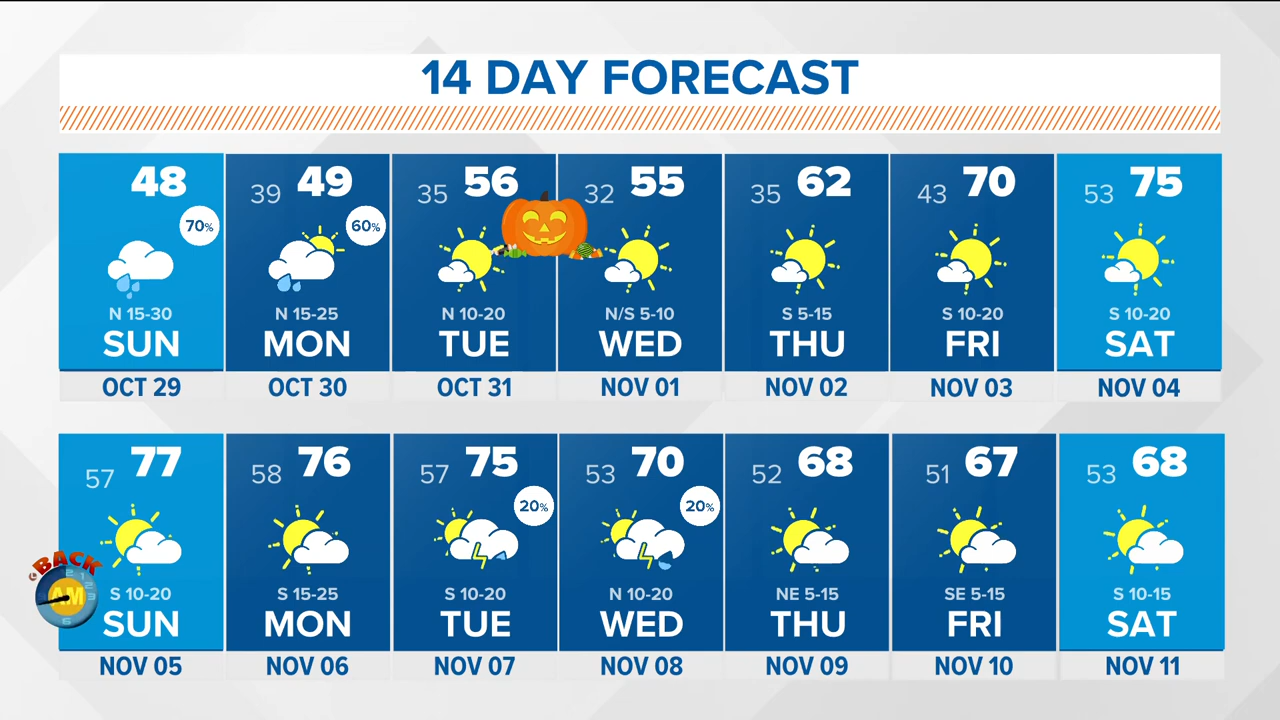 14 DAY FORECAST
48
70%
N 15-30
SUN
OCT 29
39 49
60%
N 15-25
MON
OCT 30
35 56
N 10-20
TUE
OCT 31
32 55
N/S 5-10
WED
NOV 01
35 62
S 5-15
THU
NOV 02
43 70
S 10-20
FRI
NOV 03
53 75
S 10-20
SAT
NOV 04
57 77
S 10-20
SUN
NOV 05
58 76
S 15-25
MON
NOV 06
57 75
20%
S 10-20
TUE
NOV 07
53 70
20%
N 10-20
WED
NOV 08
52 68
NE 5-15
THU
NOV 09
51 67
SE 5-15
FRI
NOV 10
53 68
S 10-15
SAT
NOV 11
BACK
AM
6